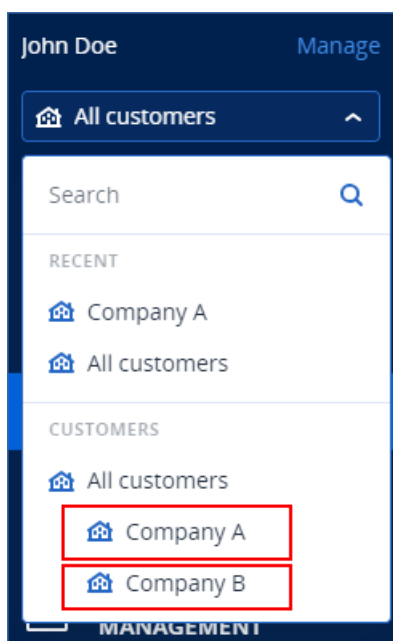 John Doe Manage
All customers
Search
RECENT
Company A
All customers
CUSTOMERS
All customers
Company A
Company B
MANAGEMENT